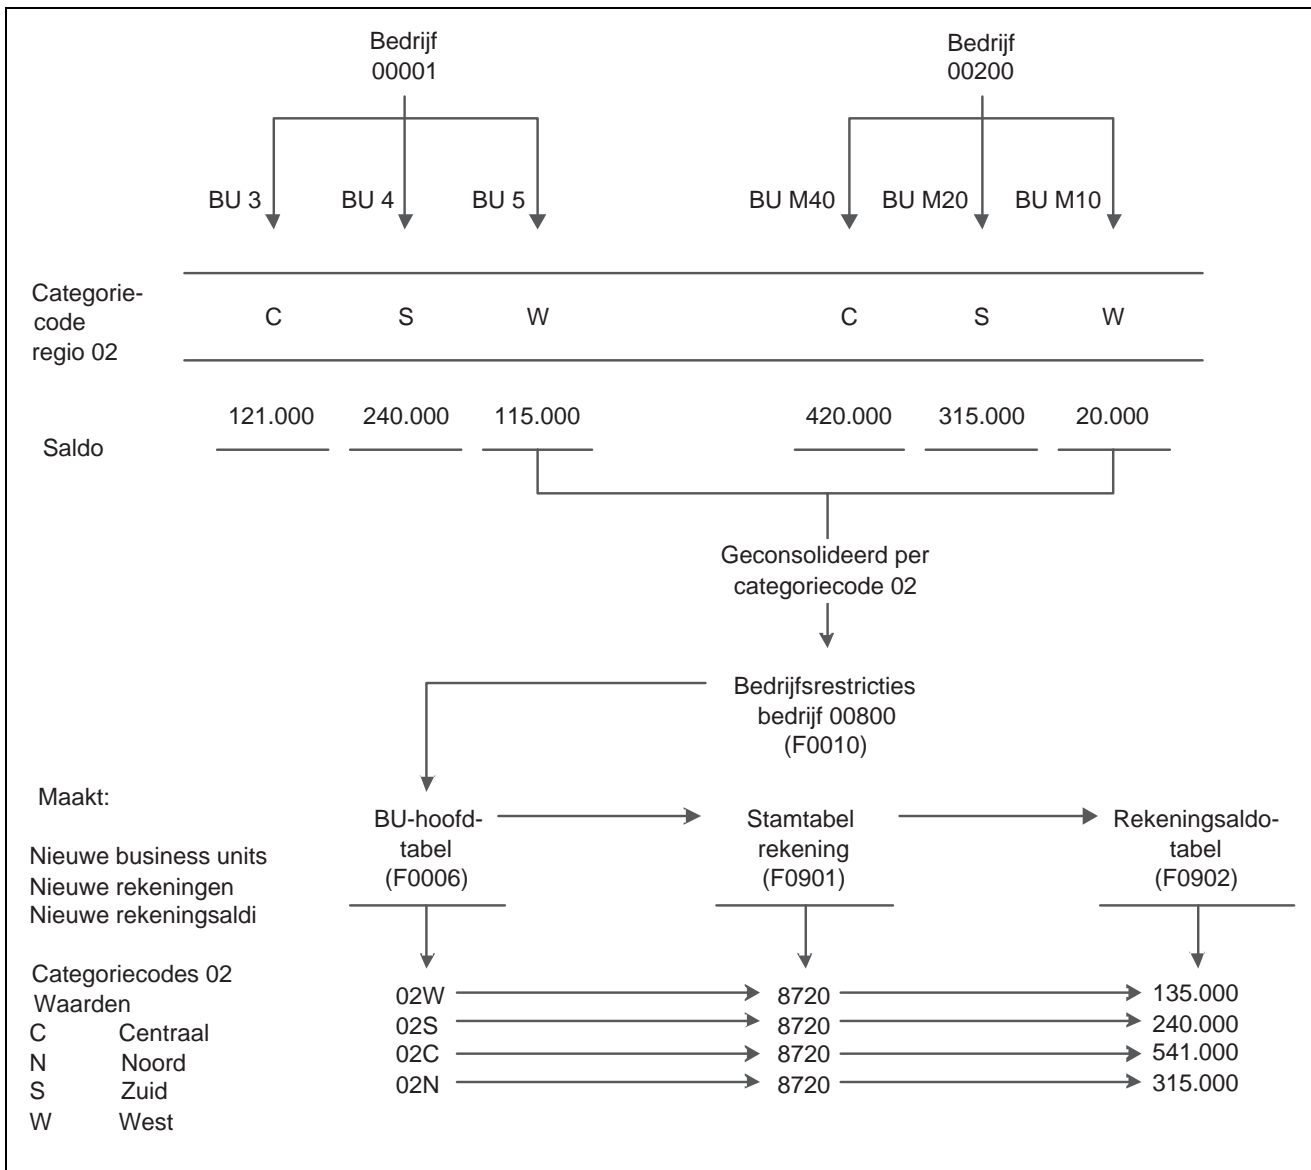 Bedrijf
00001
Bedrijf
00200
BU 3
BU 4
BU 5
BU M40
BU M20
BU M10
Categorie-
code
regio 02
C
S
W
C
S
W
Saldo
121.000
240.000
115.000
420.000
315.000
20.000
Geconsolideerd per
categoriecode 02
Bedrijfsrestricties
bedrijf 00800
(F0010)
Maakt:
Nieuwe business units
Nieuwe rekeningen
Nieuwe rekeningsaldi
BU-hoofd-
tabel
(F0006)
Stamtabel
rekening
(F0901)
Rekeningsaldo-
tabel
(F0902)
Categoriecodes 02
Waarden
C Centraal
N Noord
S Zuid
W West
02W 8720 135.000
02S 8720 240.000
02C 8720 541.000
02N 8720 315.000